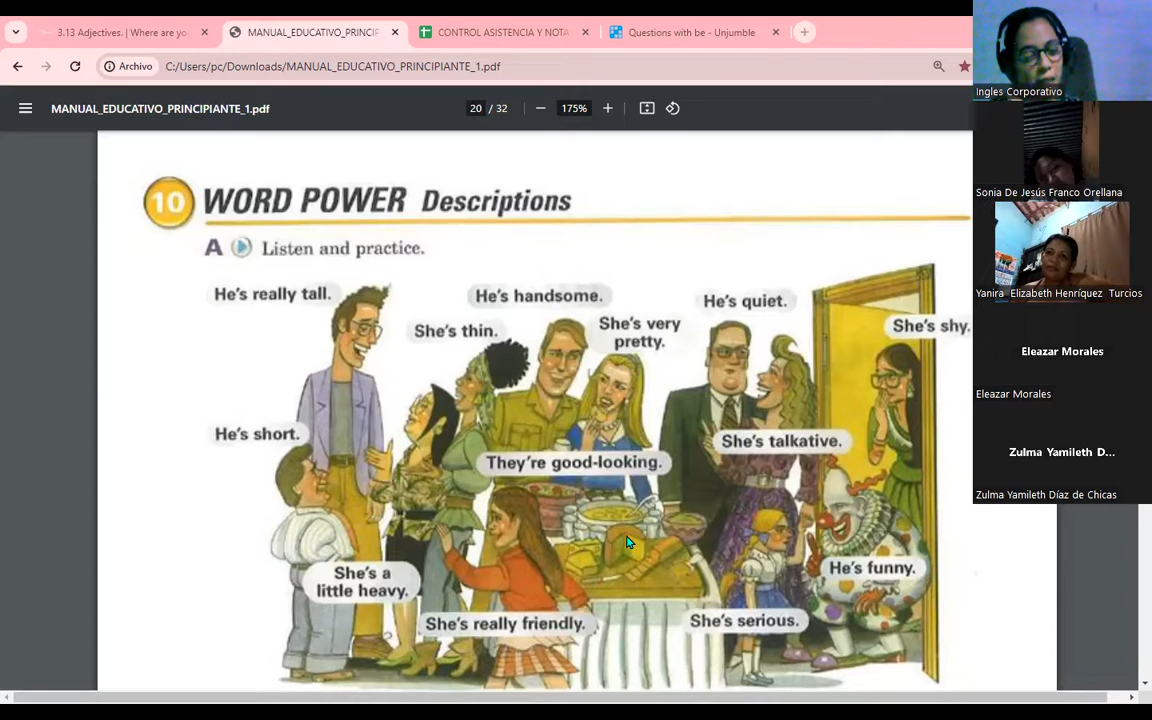 3.13 Adjectives. | Where are yo
MANUAL_EDUCATIVO_PRINCIP
CONTROL ASISTENCIA Y NOTA
Questions with be - Unjumble
Archivo
C:/Users/pc/Downloads/MANUAL_EDUCATIVO_PRINCIPIANTE_1.pdf
MANUAL_EDUCATIVO_PRINCIPIANTE_1.pdf
20 / 32
175%
10 WORD POWER Descriptions
A Listen and practice.
He's really tall.
He's handsome.
He's quiet.
She's thin.
She's very
pretty.
She's shy.
He's short.
She's talkative.
They're good-looking.
She's a
little heavy.
He's funny.
She's really friendly.
She's serious.
Ingles Corporativo
Sonia De Jesús Franco Orellana
Yanira Elizabeth Henríquez Turcios
Eleazar Morales
Eleazar Morales
Zulma Yamileth D...
Zulma Yamileth Díaz de Chicas